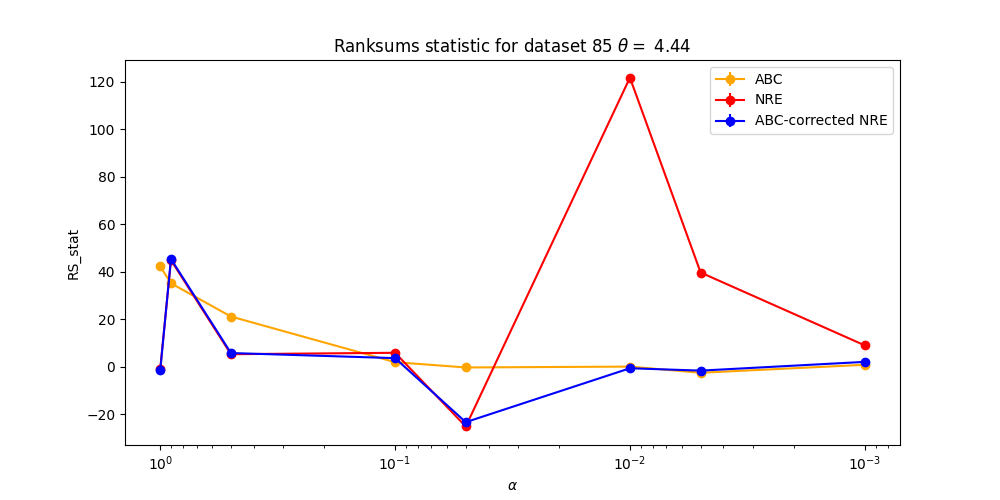 Ranksums statistic for dataset 85 θ = 4.44
ABC
NRE
ABC-corrected NRE
RS_stat
120
100
80
60
40
20
0
−20
10⁰
10⁻¹
10⁻²
10⁻³
α